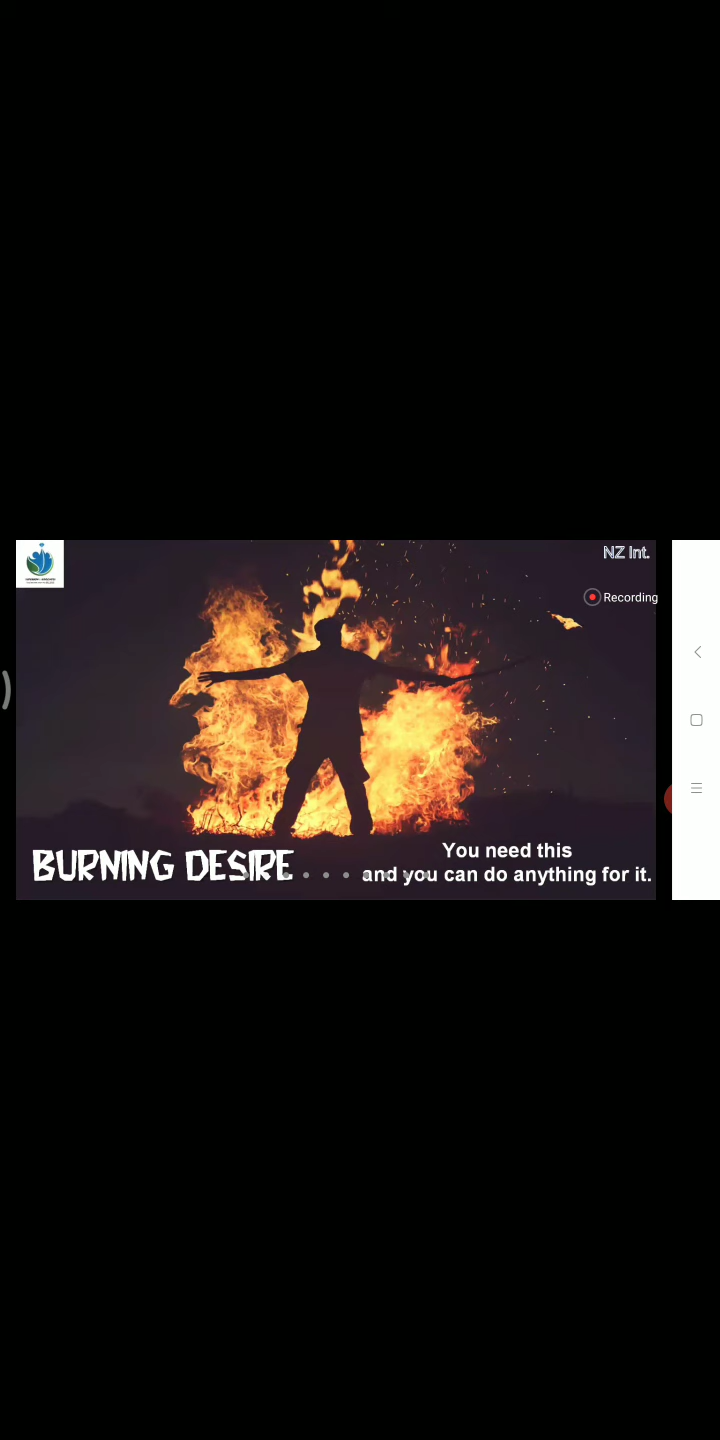 NZ Int.
Recording
BURNING DESIRE
You need this
and you can do anything for it.